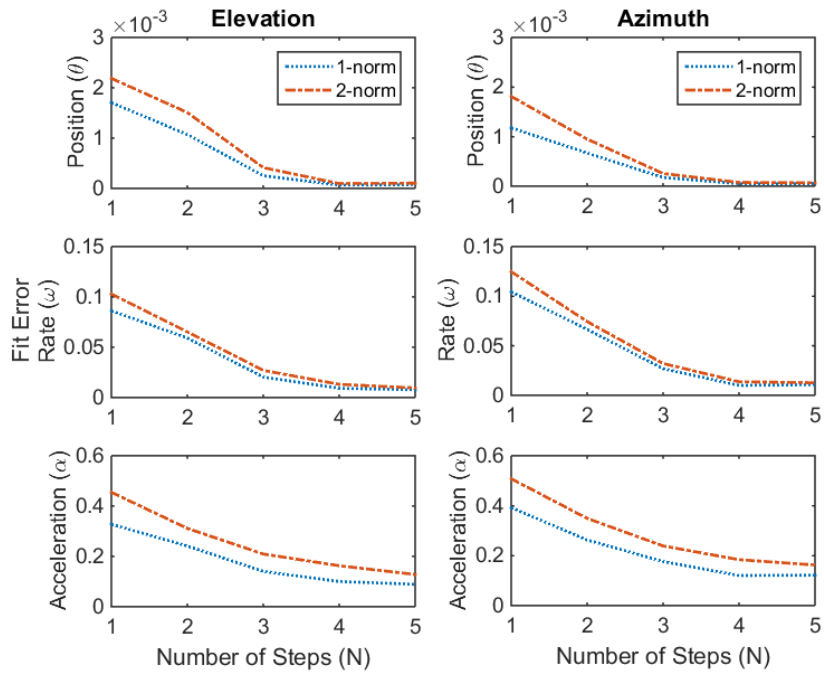 Elevation
Azimuth
×10⁻³
3
2
1
0
Position (θ)
1-norm
2-norm
1 2 3 4 5
×10⁻³
3
2
1
0
Position (θ)
1-norm
2-norm
1 2 3 4 5
0.15
0.1
0.05
0
Fit Error
Rate (ω)
1 2 3 4 5
0.15
0.1
0.05
0
Rate (ω)
1 2 3 4 5
0.6
0.4
0.2
0
Acceleration (α)
1 2 3 4 5
Number of Steps (N)
0.6
0.4
0.2
0
Acceleration (α)
1 2 3 4 5
Number of Steps (N)